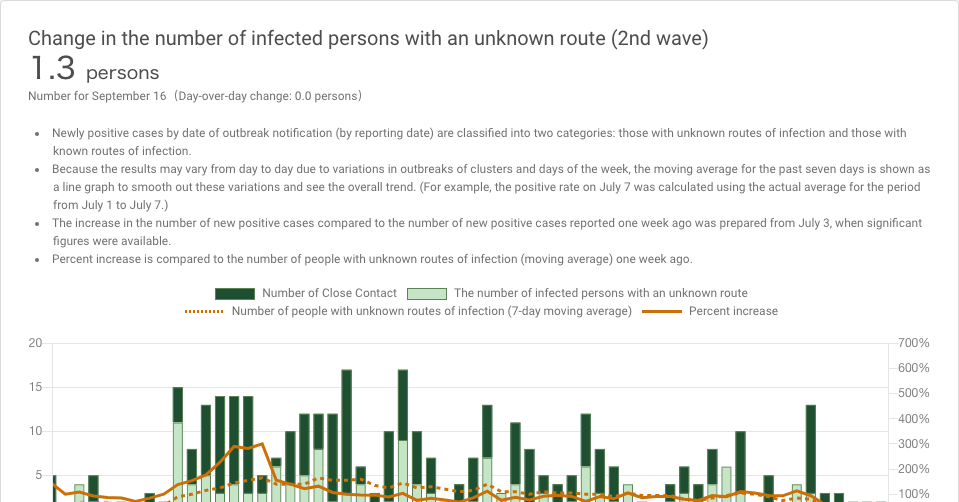 Change in the number of infected persons with an unknown route (2nd wave)
1.3 persons
Number for September 16（Day-over-day change: 0.0 persons）
• Newly positive cases by date of outbreak notification (by reporting date) are classified into two categories: those with unknown routes of infection and those with
known routes of infection.
• Because the results may vary from day to day due to variations in outbreaks of clusters and days of the week, the moving average for the past seven days is shown as
a line graph to smooth out these variations and see the overall trend. (For example, the positive rate on July 7 was calculated using the actual average for the period
from July 1 to July 7.)
• The increase in the number of new positive cases compared to the number of new positive cases reported one week ago was prepared from July 3, when significant
figures were available.
• Percent increase is compared to the number of people with unknown routes of infection (moving average) one week ago.
Number of Close Contact The number of infected persons with an unknown route
Number of people with unknown routes of infection (7-day moving average) Percent increase
20 700%
600%
15 500%
400%
10 300%
200%
5 100%